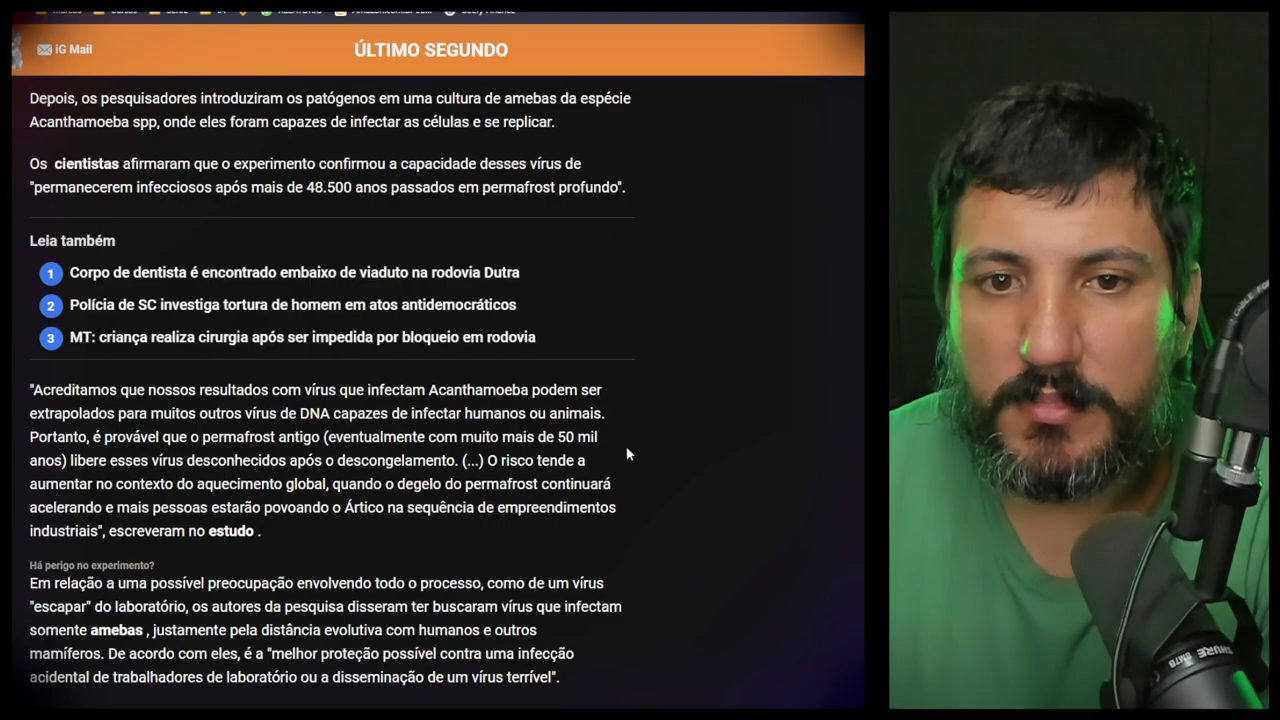 Amazon.com.br
iG Mail
ÚLTIMO SEGUNDO
Depois, os pesquisadores introduziram os patógenos em uma cultura de amebas da espécie
Acanthamoeba spp, onde eles foram capazes de infectar as células e se replicar.
Os cientistas afirmaram que o experimento confirmou a capacidade desses vírus de
"permanecerem infecciosos após mais de 48.500 anos passados em permafrost profundo".
Leia também
1 Corpo de dentista é encontrado embaixo de viaduto na rodovia Dutra
2 Polícia de SC investiga tortura de homem em atos antidemocráticos
3 MT: criança realiza cirurgia após ser impedida por bloqueio em rodovia
"Acreditamos que nossos resultados com vírus que infectam Acanthamoeba podem ser
extrapolados para muitos outros vírus de DNA capazes de infectar humanos ou animais.
Portanto, é provável que o permafrost antigo (eventualmente com muito mais de 50 mil
anos) libere esses vírus desconhecidos após o descongelamento. (...) O risco tende a
aumentar no contexto do aquecimento global, quando o degelo do permafrost continuará
acelerando e mais pessoas estarão povoando o Ártico na sequência de empreendimentos
industriais", escreveram no estudo .
Há perigo no experimento?
Em relação a uma possível preocupação envolvendo todo o processo, como de um vírus
"escapar" do laboratório, os autores da pesquisa disseram ter buscaram vírus que infectam
somente amebas , justamente pela distância evolutiva com humanos e outros
mamíferos. De acordo com eles, é a "melhor proteção possível contra uma infecção
acidental de trabalhadores de laboratório ou a disseminação de um vírus terrível".
SHURE SM7B